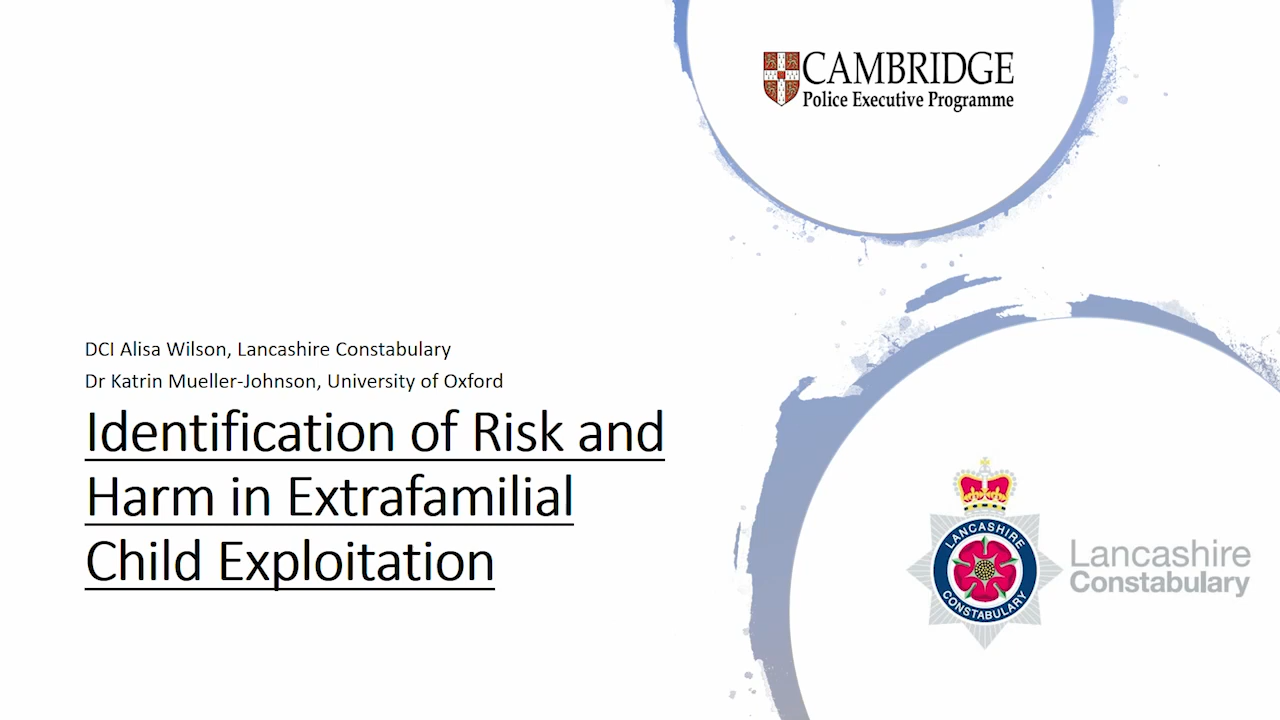 CAMBRIDGE
Police Executive Programme
DCI Alisa Wilson, Lancashire Constabulary
Dr Katrin Mueller-Johnson, University of Oxford
Identification of Risk and
Harm in Extrafamilial
Child Exploitation
LANCASHIRE
CONSTABULARY
Lancashire
Constabulary